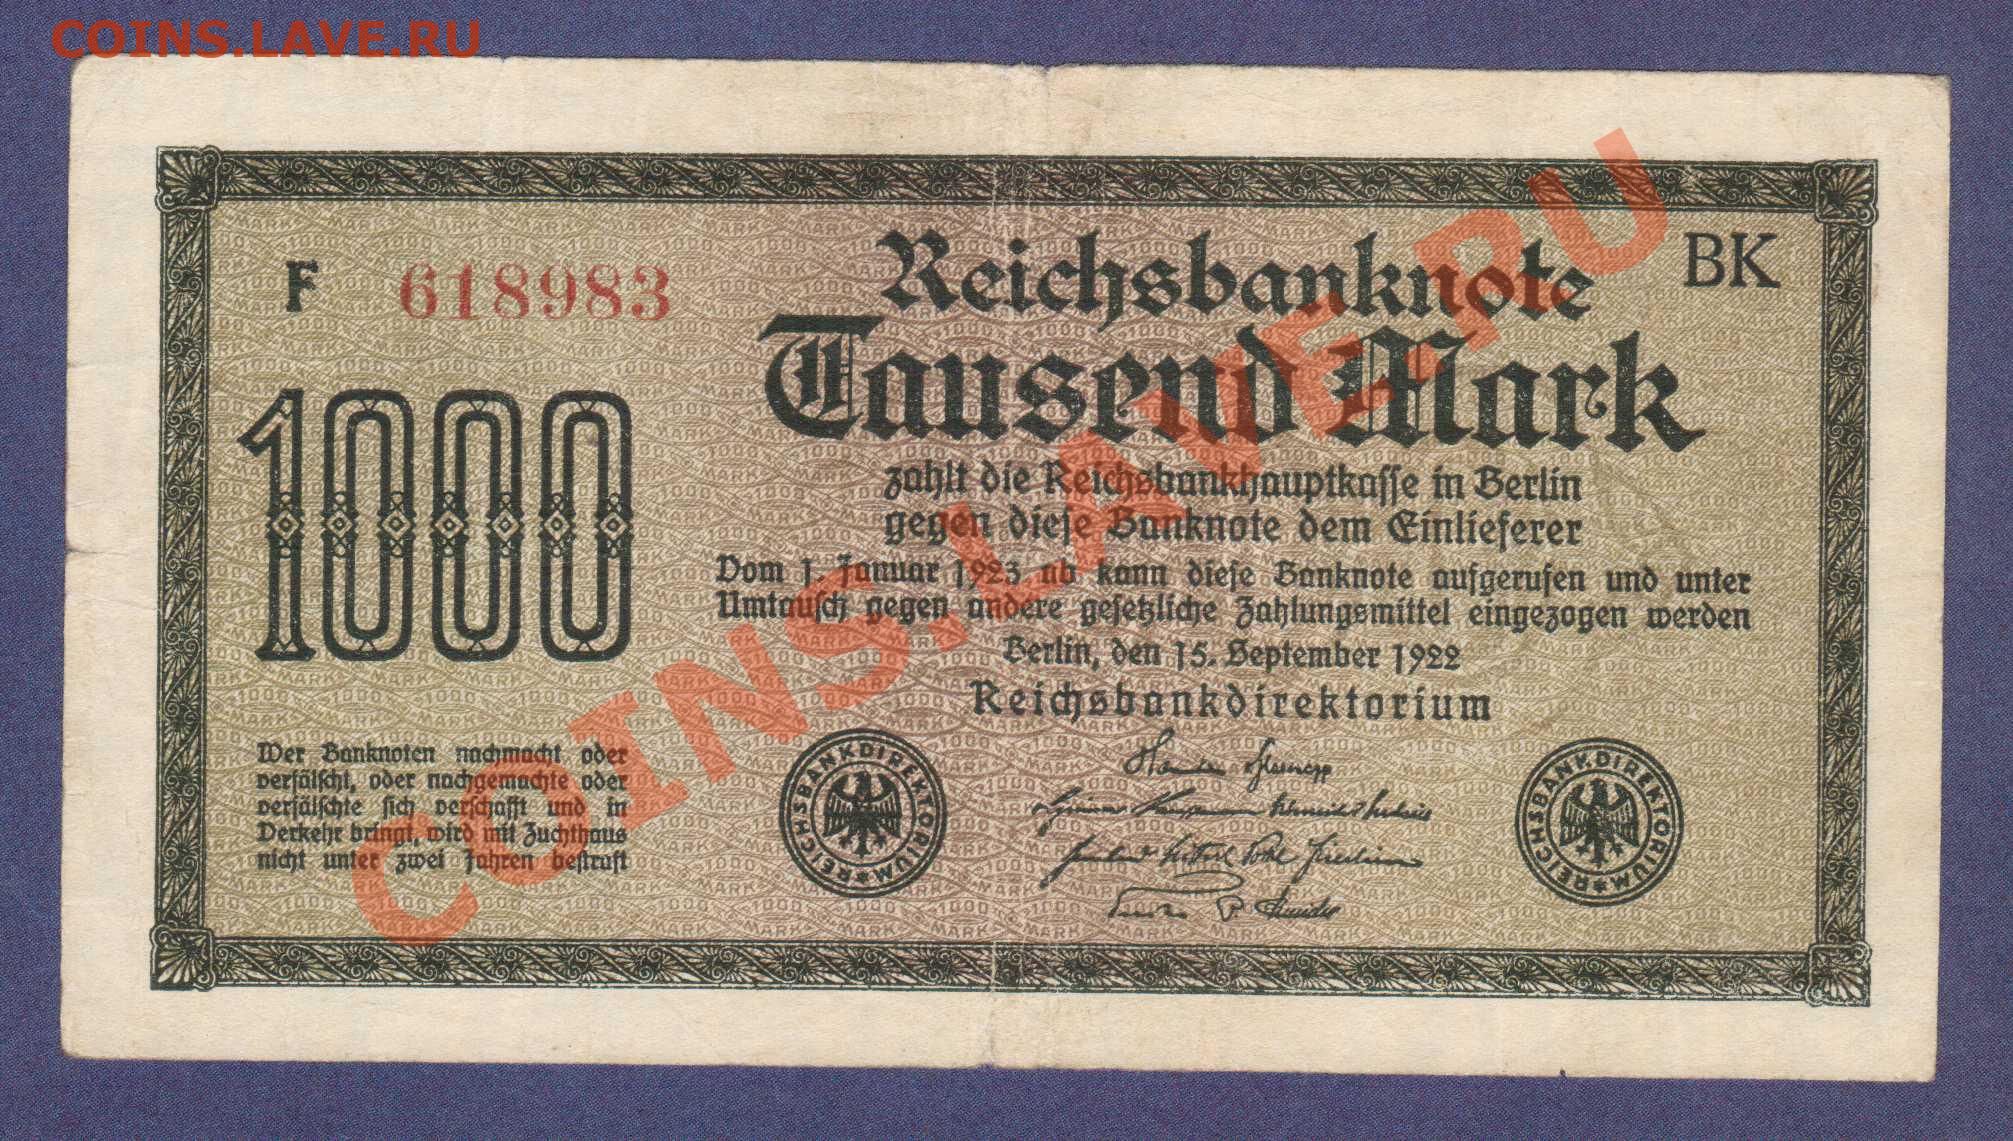 COINS.LAVE.RU
F 618983
Reichsbanknote
BK
Tausend Mark
1000
zahlt die Reichsbankhauptkasse in Berlin
gegen diese Banknote dem Einlieferer
Vom 1. Januar 1923 ab kann diese Banknote aufgerufen und unter
Umtausch gegen andere gesetzliche Zahlungsmittel eingezogen werden
Berlin, den 15. September 1922
Reichsbankdirektorium
Wer Banknoten nachmacht oder
verfälscht, oder nachgemachte oder
verfälschte sich verschafft und in
Verkehr bringt, wird mit Zuchthaus
nicht unter zwei Jahren bestraft
REICHSBANKDIREKTORIUM
REICHSBANKDIREKTORIUM
COINS.LAVE.RU